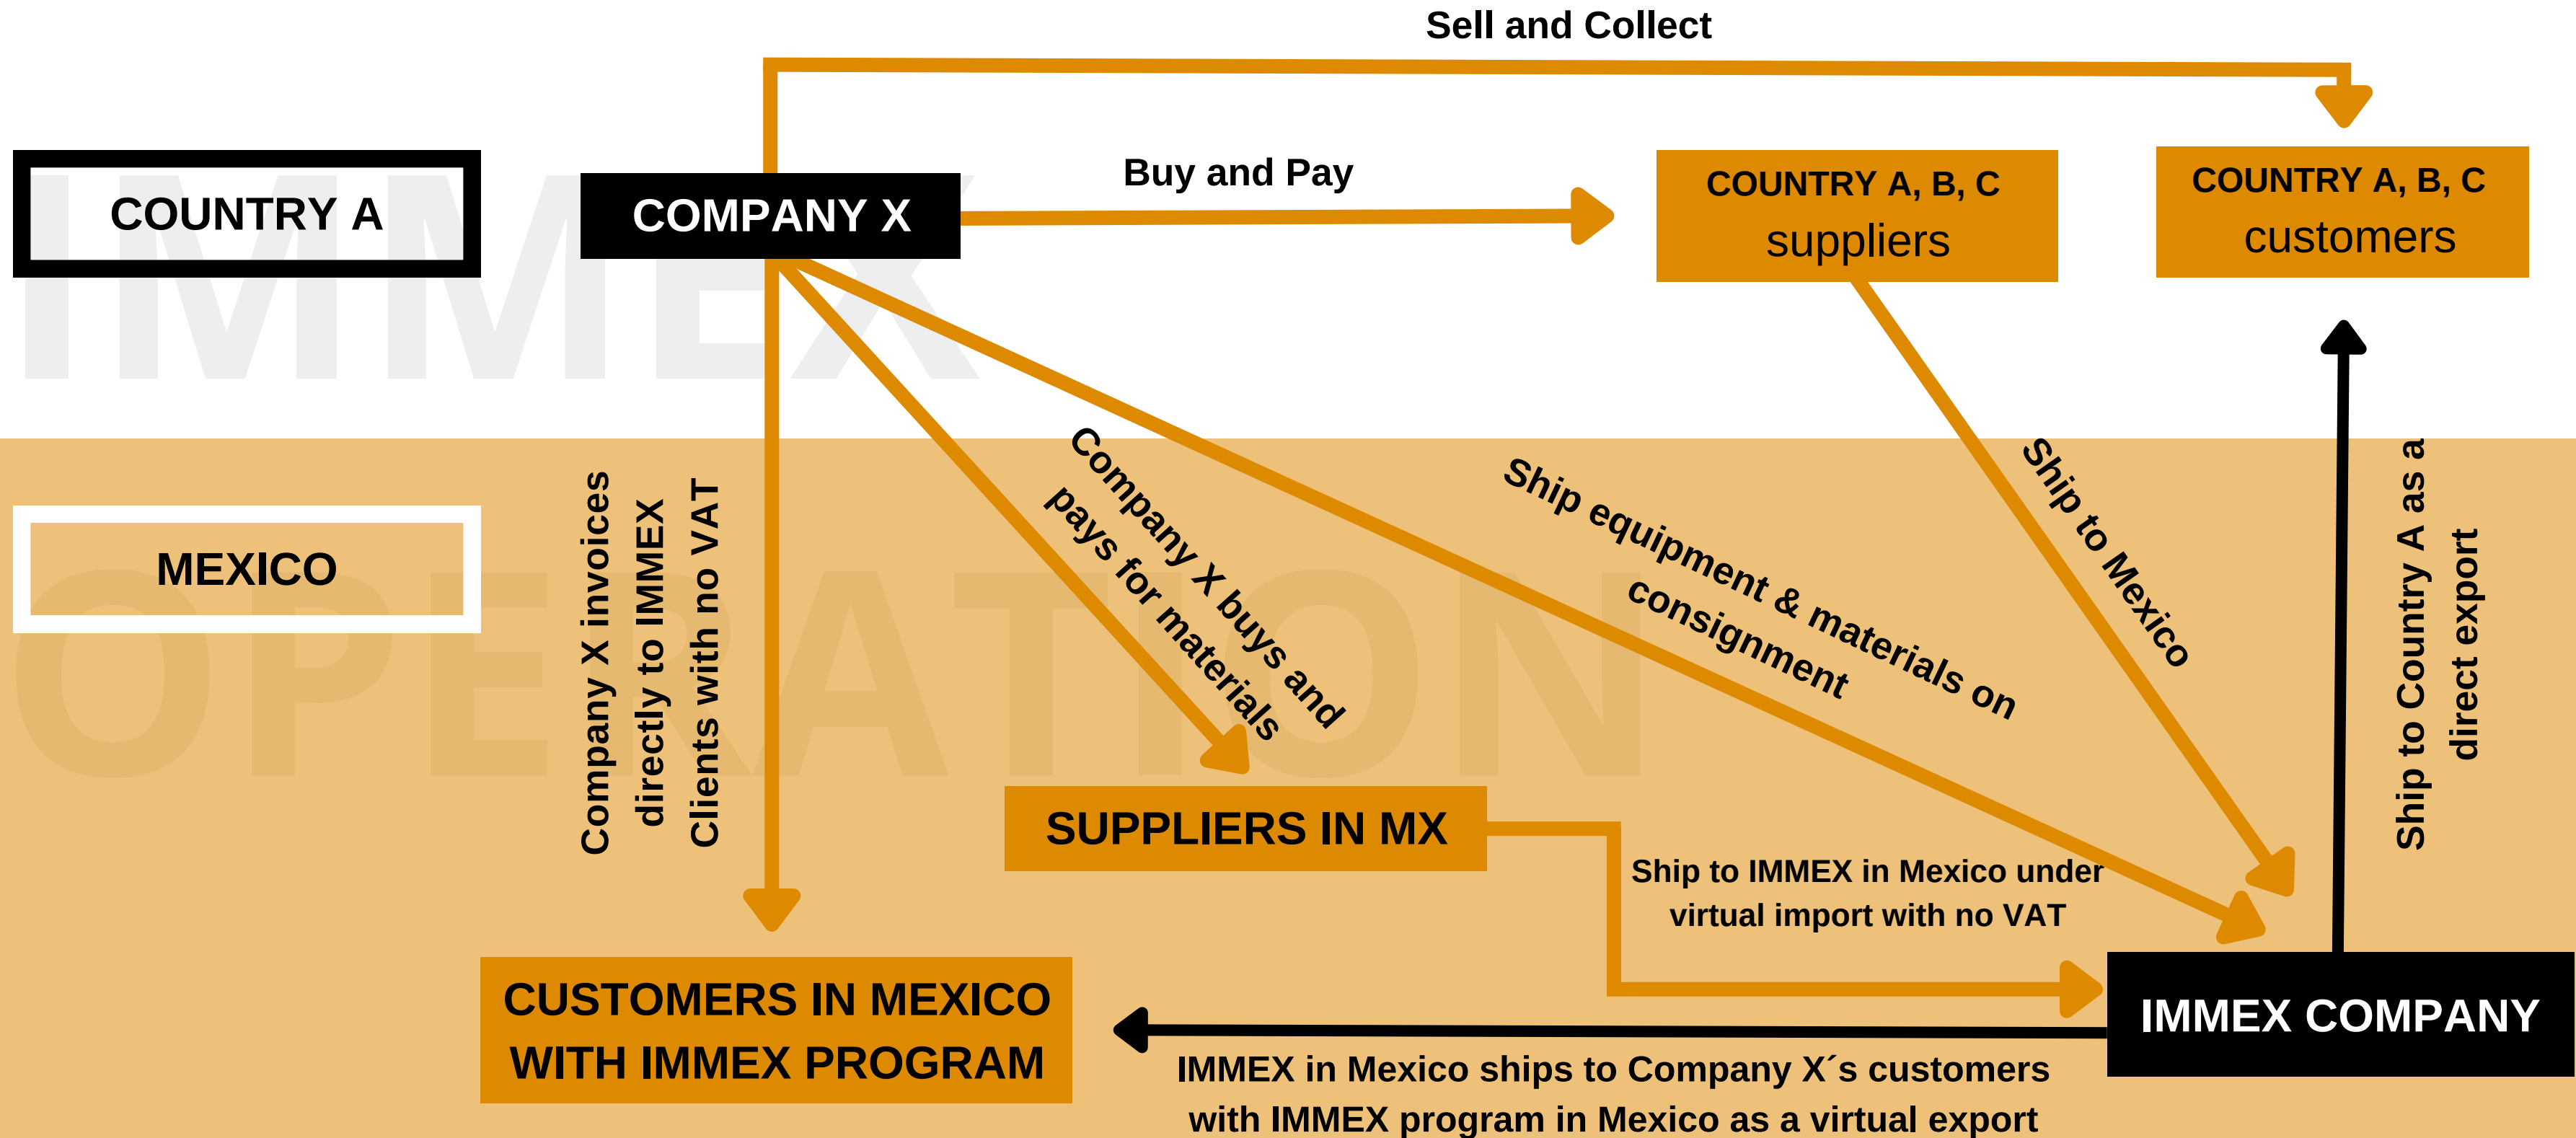 Sell and Collect
Buy and Pay
COUNTRY A
COMPANY X
COUNTRY A, B, C
suppliers
COUNTRY A, B, C
customers
IMMEX
MEXICO
OPERATION
Company X invoices
directly to IMMEX
Clients with no VAT
Company X buys and
pays for materials
Ship equipment & materials on
consignment
Ship to Mexico
Ship to Country A as a
direct export
SUPPLIERS IN MX
Ship to IMMEX in Mexico under
virtual import with no VAT
CUSTOMERS IN MEXICO
WITH IMMEX PROGRAM
IMMEX COMPANY
IMMEX in Mexico ships to Company X´s customers
with IMMEX program in Mexico as a virtual export